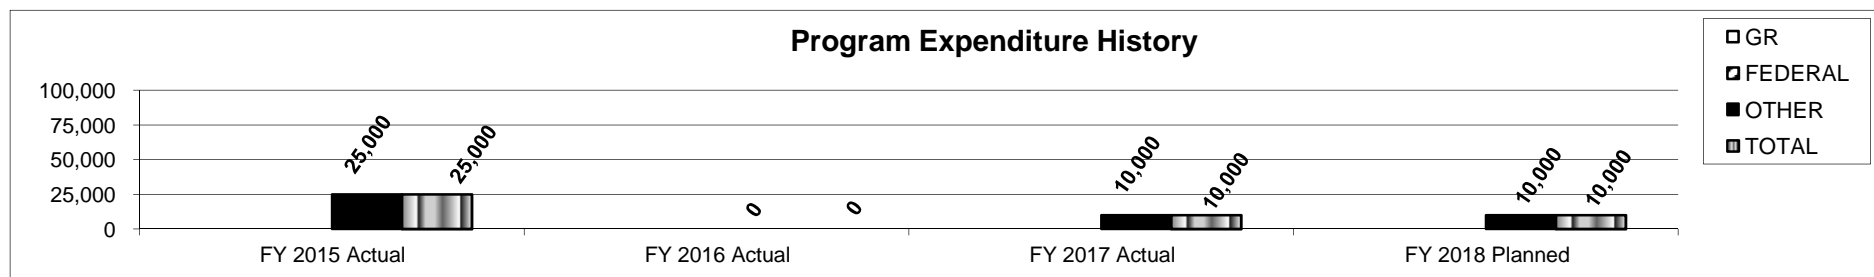 Program Expenditure History
GR
FEDERAL
OTHER
TOTAL
100,000
75,000
50,000
25,000
0
25,000
25,000
0
0
10,000
10,000
10,000
10,000
FY 2015 Actual
FY 2016 Actual
FY 2017 Actual
FY 2018 Planned